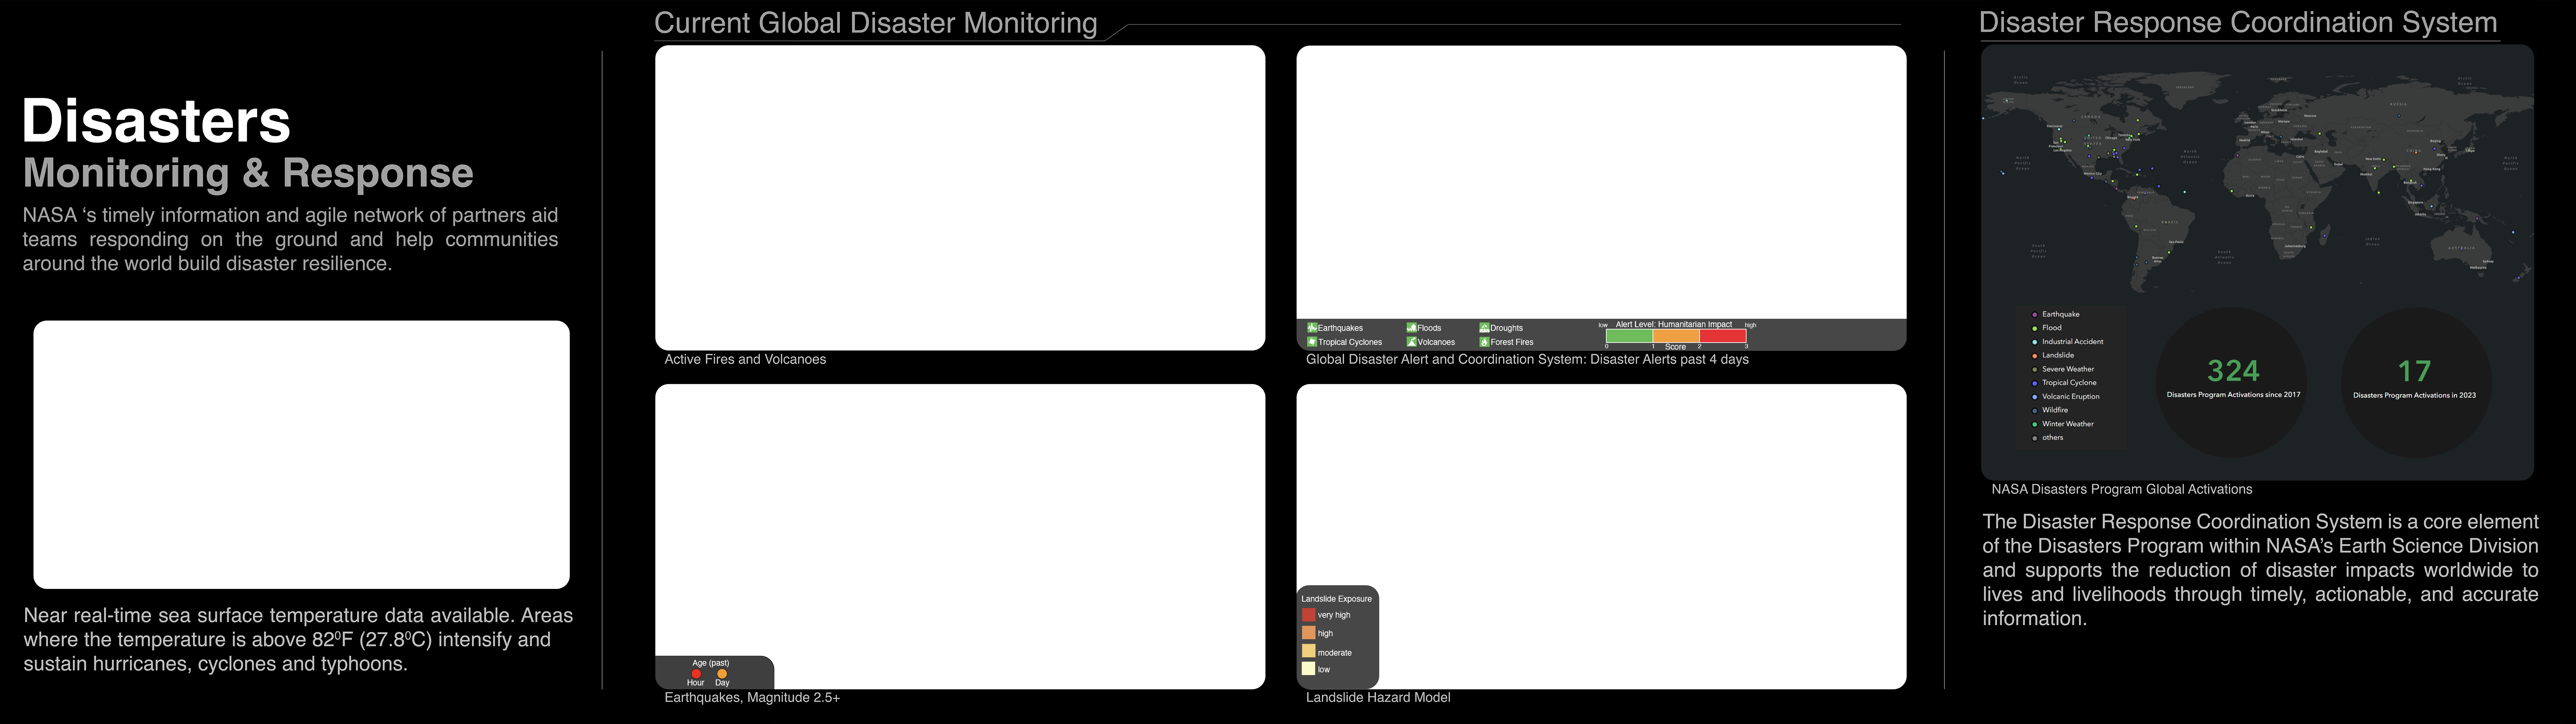 Disasters
Monitoring & Response
NASA ‘s timely information and agile network of partners aid
teams responding on the ground and help communities
around the world build disaster resilience.
Near real-time sea surface temperature data available. Areas
where the temperature is above 82⁰F (27.8⁰C) intensify and
sustain hurricanes, cyclones and typhoons.
Current Global Disaster Monitoring
Active Fires and Volcanoes
Earthquakes
Floods
Droughts
Tropical Cyclones
Volcanoes
Forest Fires
Alert Level: Humanitarian Impact
low
high
0
1
Score
2
3
Global Disaster Alert and Coordination System: Disaster Alerts past 4 days
Age (past)
Hour
Day
Earthquakes, Magnitude 2.5+
Landslide Exposure
very high
high
moderate
low
Landslide Hazard Model
Disaster Response Coordination System
Earthquake
Flood
Industrial Accident
Landslide
Severe Weather
Tropical Cyclone
Volcanic Eruption
Wildfire
Winter Weather
others
324
Disasters Program Activations since 2017
17
Disasters Program Activations in 2023
NASA Disasters Program Global Activations
The Disaster Response Coordination System is a core element
of the Disasters Program within NASA’s Earth Science Division
and supports the reduction of disaster impacts worldwide to
lives and livelihoods through timely, actionable, and accurate
information.